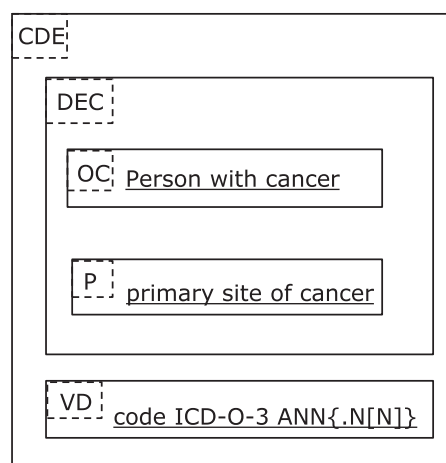 CDE
DEC
OC Person with cancer
P primary site of cancer
VD code ICD-O-3 ANN{.N[N]}